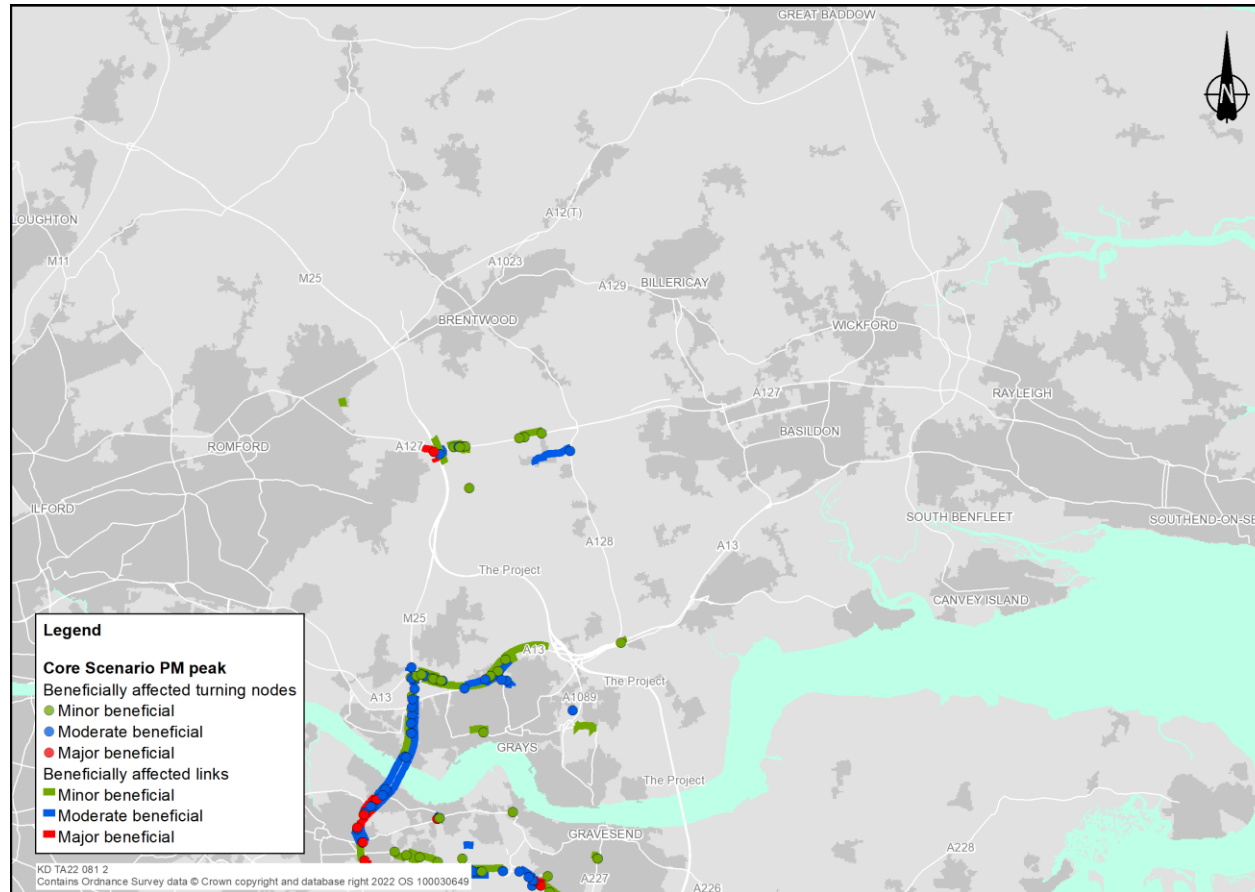 GREAT BADDOW
N
A12(T)
LOUGHTON
M11
A1023
M25
A129
BILLERICAY
BRENTWOOD
WICKFORD
A127
RAYLEIGH
BASILDON
ROMFORD
A127
ILFORD
SOUTH BENFLEET
SOUTHEND-ON-SE
A128
A13
The Project
CANVEY ISLAND
M25
A13
The Project
A13
A1089
GRAYS
The Project
GRAVESEND
A228
A227
A226
Legend
Core Scenario PM peak
Beneficially affected turning nodes
Minor beneficial
Moderate beneficial
Major beneficial
Beneficially affected links
Minor beneficial
Moderate beneficial
Major beneficial
KD TA22 081 2
Contains Ordnance Survey data © Crown copyright and database right 2022 OS 100030649